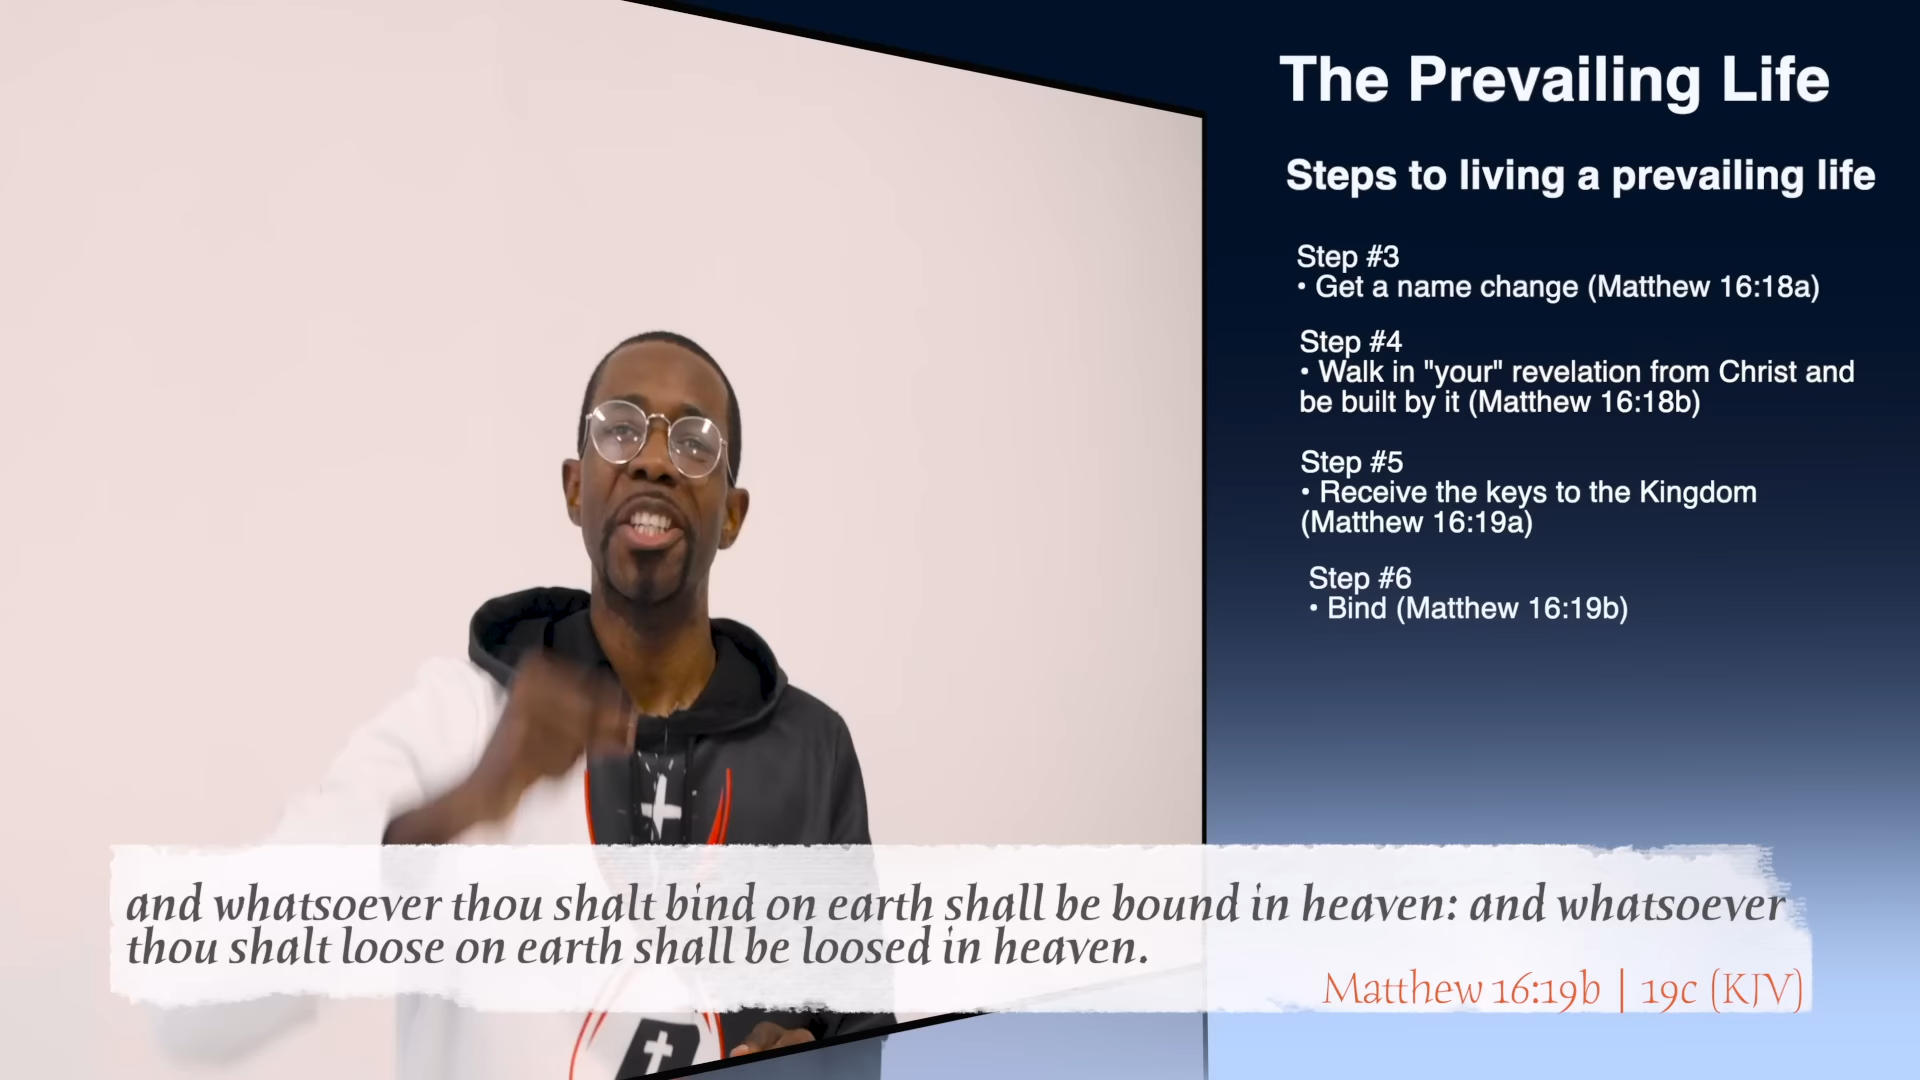 The Prevailing Life
Steps to living a prevailing life
Step #3
• Get a name change (Matthew 16:18a)
Step #4
• Walk in "your" revelation from Christ and
be built by it (Matthew 16:18b)
Step #5
• Receive the keys to the Kingdom
(Matthew 16:19a)
Step #6
• Bind (Matthew 16:19b)
and whatsoever thou shalt bind on earth shall be bound in heaven: and whatsoever
thou shalt loose on earth shall be loosed in heaven.
Matthew 16:19b | 19c (KJV)